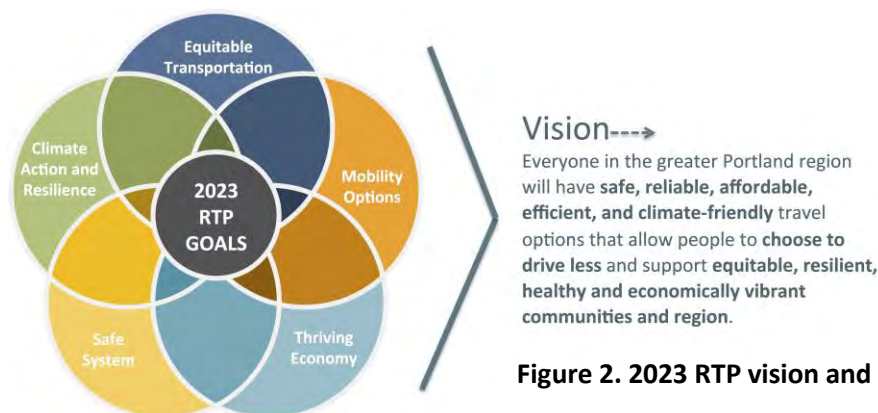 Equitable
Transportation
Climate
Action and
Resilience
Mobility
Options
2023
RTP
GOALS
Safe
System
Thriving
Economy
Vision---->
Everyone in the greater Portland region
will have safe, reliable, affordable,
efficient, and climate-friendly travel
options that allow people to choose to
drive less and support equitable, resilient,
healthy and economically vibrant
communities and region.
Figure 2. 2023 RTP vision and